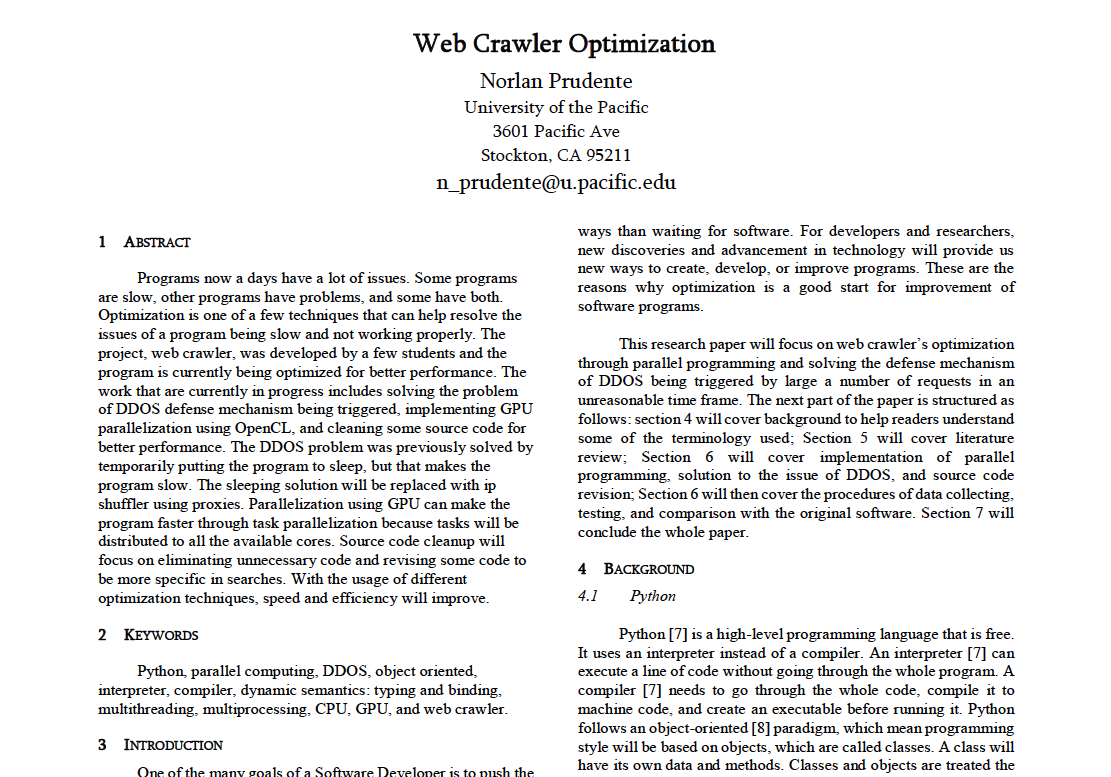 Web Crawler Optimization
Norlan Prudente
University of the Pacific
3601 Pacific Ave
Stockton, CA 95211
n_prudente@u.pacific.edu
1 ABSTRACT
Programs now a days have a lot of issues. Some programs
are slow, other programs have problems, and some have both.
Optimization is one of a few techniques that can help resolve the
issues of a program being slow and not working properly. The
project, web crawler, was developed by a few students and the
program is currently being optimized for better performance. The
work that are currently in progress includes solving the problem
of DDOS defense mechanism being triggered, implementing GPU
parallelization using OpenCL, and cleaning some source code for
better performance. The DDOS problem was previously solved by
temporarily putting the program to sleep, but that makes the
program slow. The sleeping solution will be replaced with ip
shuffler using proxies. Parallelization using GPU can make the
program faster through task parallelization because tasks will be
distributed to all the available cores. Source code cleanup will
focus on eliminating unnecessary code and revising some code to
be more specific in searches. With the usage of different
optimization techniques, speed and efficiency will improve.
2 KEYWORDS
Python, parallel computing, DDOS, object oriented,
interpreter, compiler, dynamic semantics: typing and binding,
multithreading, multiprocessing, CPU, GPU, and web crawler.
3 INTRODUCTION
One of the many goals of a Software Developer is to push the
ways than waiting for software. For developers and researchers,
new discoveries and advancement in technology will provide us
new ways to create, develop, or improve programs. These are the
reasons why optimization is a good start for improvement of
software programs.
This research paper will focus on web crawler's optimization
through parallel programming and solving the defense mechanism
of DDOS being triggered by large a number of requests in an
unreasonable time frame. The next part of the paper is structured as
follows: section 4 will cover background to help readers understand
some of the terminology used; Section 5 will cover literature
review; Section 6 will cover implementation of parallel
programming, solution to the issue of DDOS, and source code
revision; Section 6 will then cover the procedures of data collecting,
testing, and comparison with the original software. Section 7 will
conclude the whole paper.
4 BACKGROUND
4.1 Python
Python [7] is a high-level programming language that is free.
It uses an interpreter instead of a compiler. An interpreter [7] can
execute a line of code without going through the whole program. A
compiler [7] needs to go through the whole code, compile it to
machine code, and create an executable before running it. Python
follows an object-oriented [8] paradigm, which mean programming
style will be based on objects, which are called classes. A class will
have its own data and methods. Classes and objects are treated the